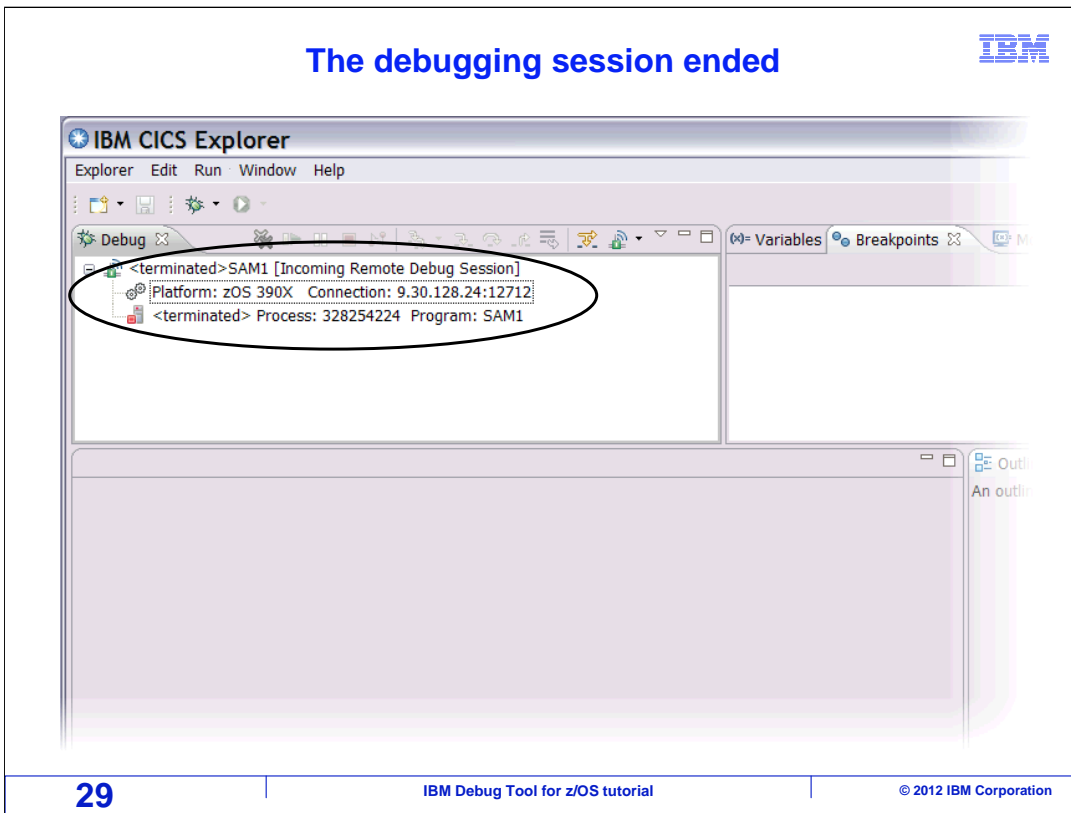 The debugging session ended
IBM
IBM CICS Explorer
Explorer Edit Run Window Help
Debug
(x)= Variables
Breakpoints
<terminated>SAM1 [Incoming Remote Debug Session]
Platform: zOS 390X Connection: 9.30.128.24:12712
<terminated> Process: 328254224 Program: SAM1
An
29
IBM Debug Tool for z/OS tutorial
© 2012 IBM Corporation